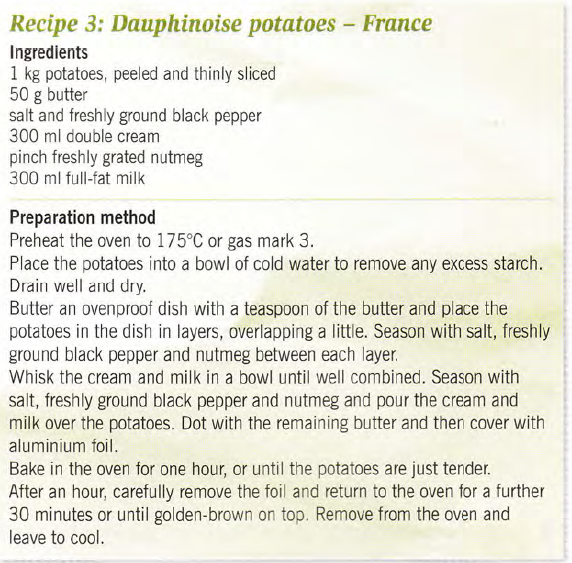 Recipe 3: Dauphinoise potatoes – France
Ingredients
1 kg potatoes, peeled and thinly sliced
50 g butter
salt and freshly ground black pepper
300 ml double cream
pinch freshly grated nutmeg
300 ml full-fat milk
Preparation method
Preheat the oven to 175°C or gas mark 3.
Place the potatoes into a bowl of cold water to remove any excess starch.
Drain well and dry.
Butter an ovenproof dish with a teaspoon of the butter and place the
potatoes in the dish in layers, overlapping a little. Season with salt, freshly
ground black pepper and nutmeg between each layer.
Whisk the cream and milk in a bowl until well combined. Season with
salt, freshly ground black pepper and nutmeg and pour the cream and
milk over the potatoes. Dot with the remaining butter and then cover with
aluminium foil.
Bake in the oven for one hour, or until the potatoes are just tender.
After an hour, carefully remove the foil and return to the oven for a further
30 minutes or until golden-brown on top. Remove from the oven and
leave to cool.